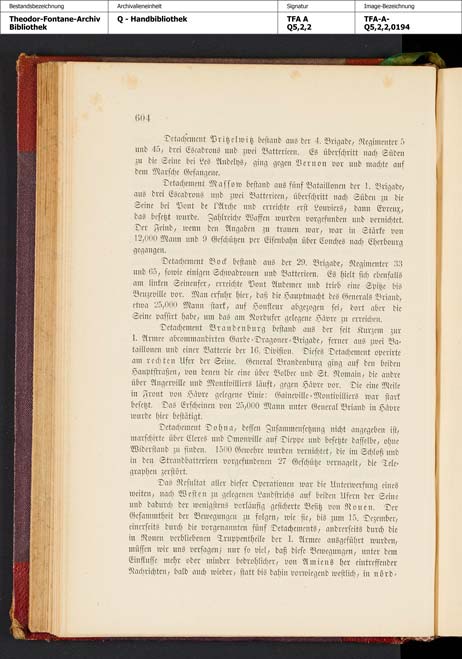 Bestandsbezeichnung
Archivalieneinheit
Signatur
Image-Bezeichnung
Theodor-Fontane-Archiv
Bibliothek
Q - Handbibliothek
TFA A
Q5,2,2
TFA-A-
Q5,2,2,0194
604
Detachement Pritzelwitz bestand aus der 4. Brigade, Regimenter 5
und 45, drei Escadrons und zwei Batterieen. Es überschritt nach Süden
zu die Seine bei Les Andelys, ging gegen Vernon vor und machte auf
dem Marsche Gefangene.
Detachement Massow bestand aus fünf Bataillonen der 1. Brigade,
aus drei Escadrons und zwei Batterien, überschritt nach Süden zu die
Seine bei Pont de l'Arche und erreichte erst Louviers, dann Evreux,
das besetzt wurde. Zahlreiche Waffen wurden vorgefunden und vernichtet.
Der Feind, wenn den Angaben zu trauen war, war in Stärke von
12,000 Mann und 9 Geschützen per Eisenbahn über Conches nach Cherbourg
gegangen.
Detachement Bock bestand aus der 29. Brigade, Regimenter 33
und 65, sowie einigen Schwadronen und Batterieen. Es hielt sich ebenfalls
am linken Seineufer, erreichte Pont Audemer und trieb eine Spitze bis
Beuzeville vor. Man erfuhr hier, daß die Hauptmacht des Generals Briand,
etwa 25,000 Mann stark, auf Honfleur abgezogen sei, dort aber die
Seine passirt habe, um das am Nordufer gelegene Hâvre zu erreichen.
Detachement Brandenburg bestand aus der seit Kurzem zur
I. Armee abcommandirten Garde-Dragoner-Brigade, ferner aus zwei Ba-
taillonen und einer Batterie der 16. Division. Dieses Detachement operirte
am rechten Ufer der Seine. General Brandenburg ging auf den beiden
Hauptstraßen, von denen die eine über Bolbec und St. Romain, die andre
über Angerville und Montivilliers läuft, gegen Hâvre vor. Die eine Meile
in Front von Hâvre gelegene Linie: Gaineville-Montivilliers war stark
besetzt. Das Erscheinen von 25,000 Mann unter General Briand in Hâvre
wurde hier bestätigt.
Detachement Dohna, dessen Zusammensetzung nicht angegeben ist,
marschirte über Cleres und Omonville auf Dieppe und besetzte dasselbe, ohne
Widerstand zu finden. 1500 Gewehre wurden vernichtet, die im Schloß und
in den Strandbatterieen vorgefundenen 27 Geschütze vernagelt, die Tele-
graphen zerstört.
Das Resultat aller dieser Operationen war die Unterwerfung eines
weiten, nach Westen zu gelegenen Landstrichs auf beiden Ufern der Seine
und dadurch der wenigstens vorläufig gesicherte Besitz von Rouen. Der
Gesammtheit der Bewegungen zu folgen, wie sie, bis zum 15. Dezember,
einerseits durch die vorgenannten fünf Detachements, anderseits durch die
in Rouen verbliebenen Truppentheile der I. Armee ausgeführt wurden,
müssen wir uns versagen; nur so viel, daß diese Bewegungen, unter dem
Einflusse mehr oder minder bedrohlicher, von Amiens her eintreffender
Nachrichten, bald auch wieder, statt bis dahin vorwiegend westlich, in nörd-